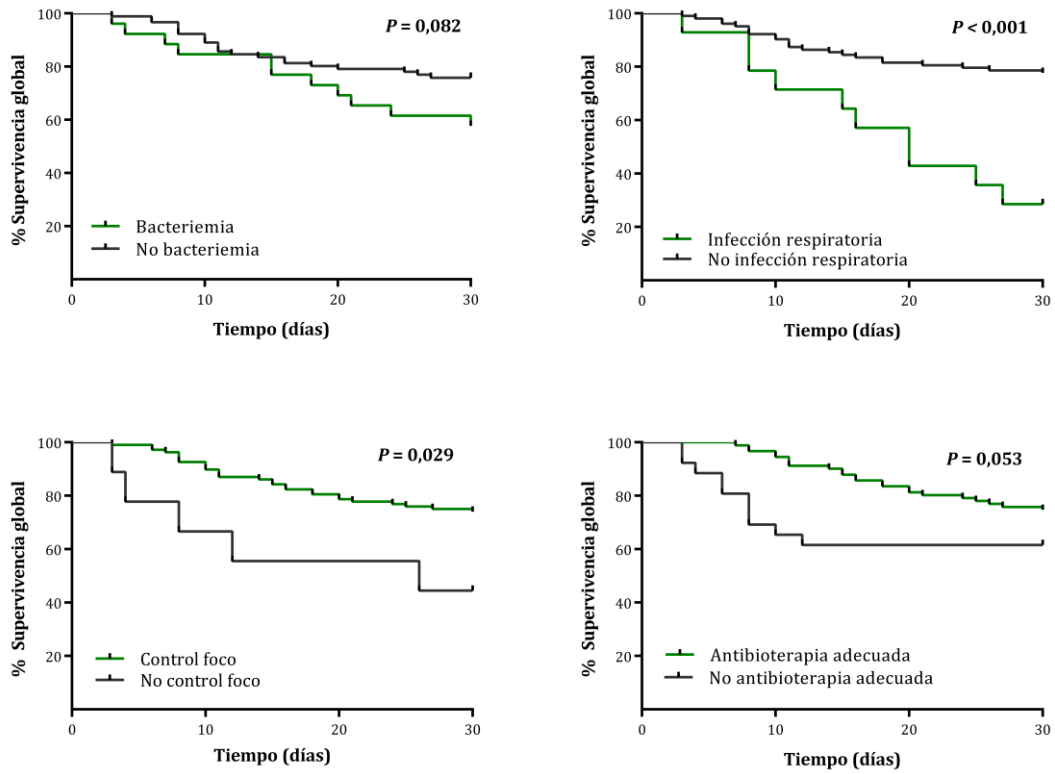 % Supervivencia global
100
80
60
40
20
P = 0,082
Bacteriemia
No bacteriemia
0
10
20
30
Tiempo (días)
% Supervivencia global
100
80
60
40
20
P < 0,001
Infección respiratoria
No infección respiratoria
0
10
20
30
Tiempo (días)
% Supervivencia global
100
80
60
40
20
P = 0,029
Control foco
No control foco
0
10
20
30
Tiempo (días)
% Supervivencia global
100
80
60
40
20
P = 0,053
Antibioterapia adecuada
No antibioterapia adecuada
0
10
20
30
Tiempo (días)